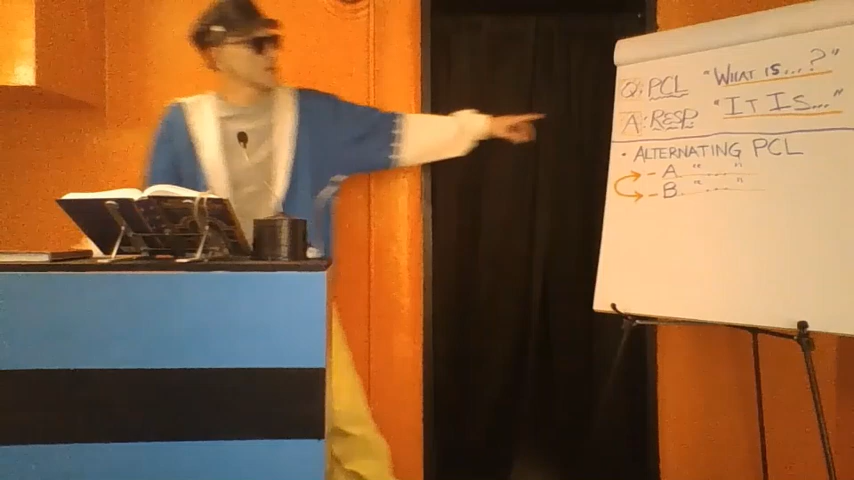 Q: PCL "WHAT IS...?"
A: RESP. "IT IS..."
• ALTERNATING PCL
- A " ..... "
- B " ..... "